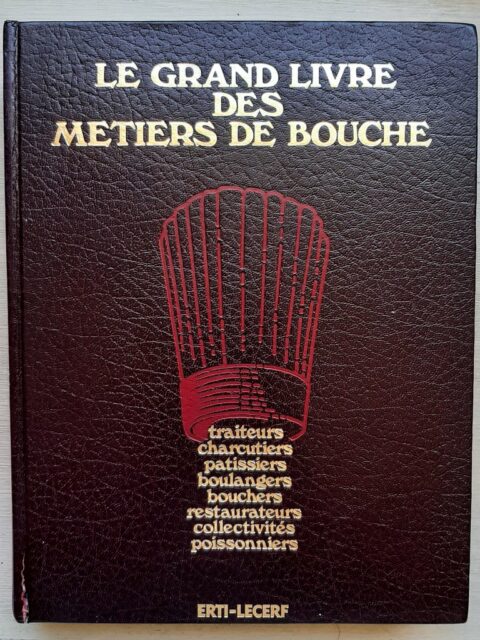 LE GRAND LIVRE
DES
METIERS DE BOUCHE
traiteurs
charcutiers
patissiers
boulangers
bouchers
restaurateurs
collectivités
poissonniers
ERTI-LECERF